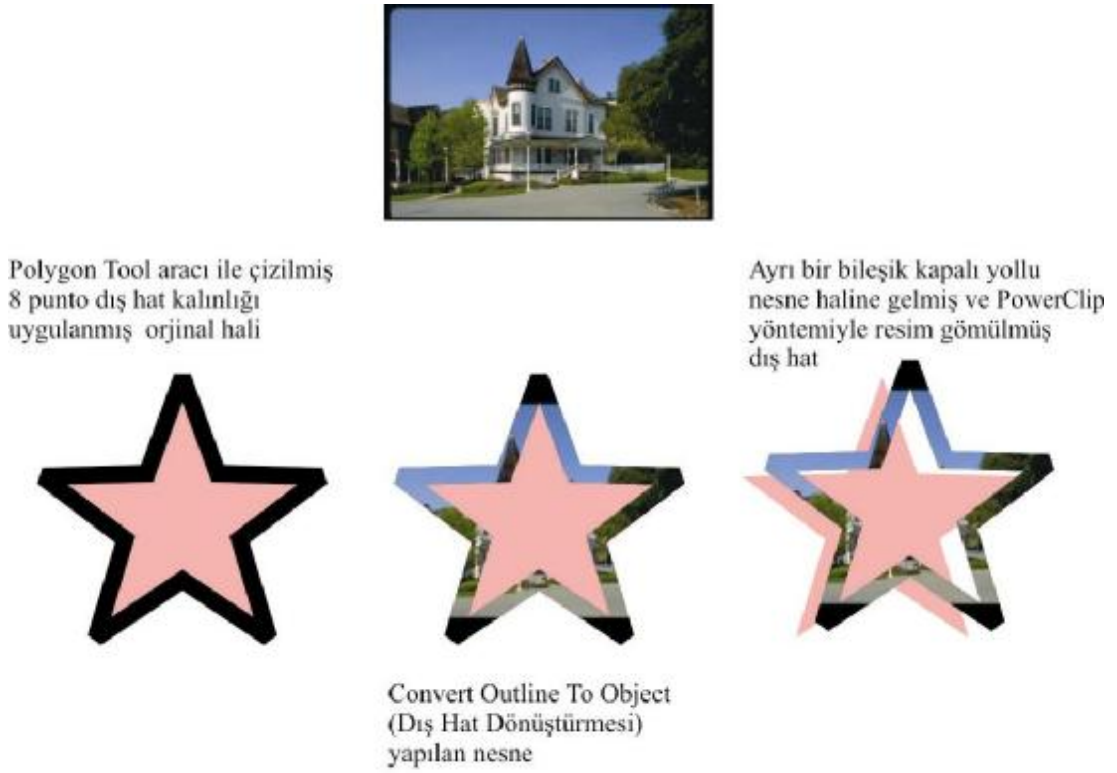 Polygon Tool aracı ile çizilmiş
8 punto dış hat kalınlığı
uygulanmış orjinal hali
Ayrı bir bileşik kapalı yollu
nesne haline gelmiş ve PowerClip
yöntemiyle resim gömülmüş
dış hat
Convert Outline To Object
(Dış Hat Dönüştürmesi)
yapılan nesne